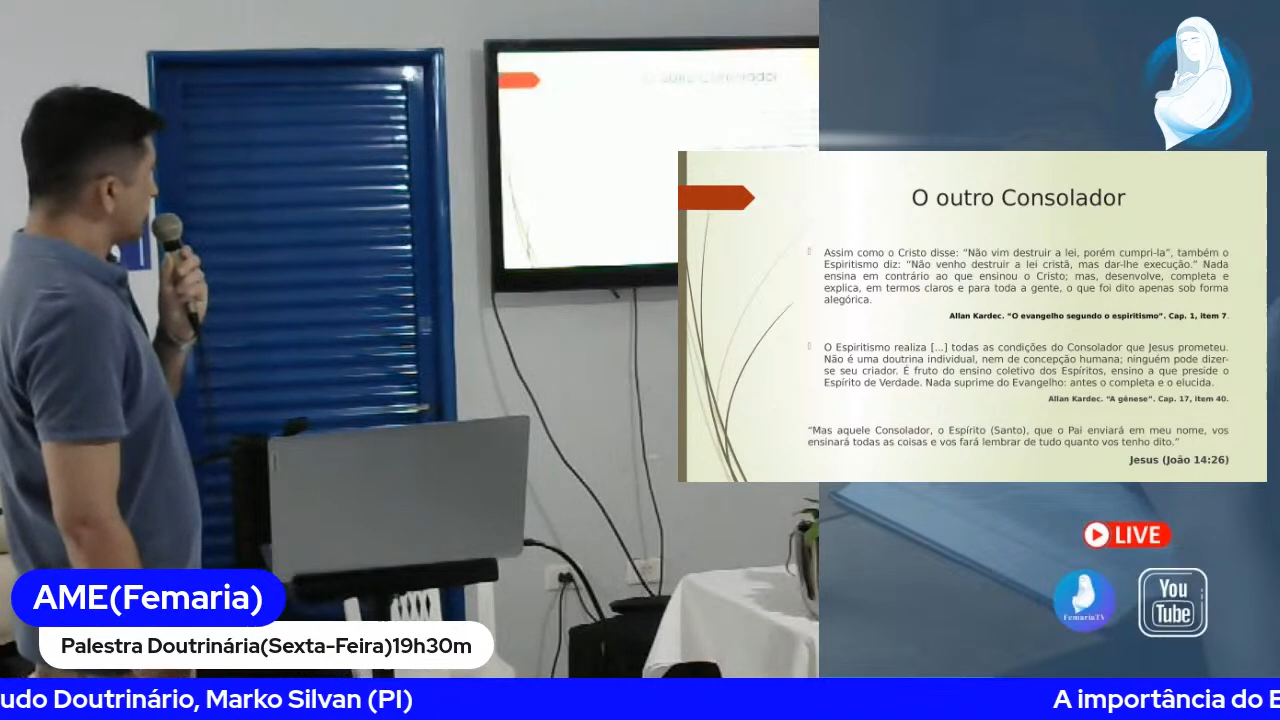 O outro Consolador
O outro Consolador
Assim como o Cristo disse: “Não vim destruir a lei, porém cumpri-la”, também o
Espiritismo diz: “Não venho destruir a lei cristã, mas dar-lhe execução.” Nada
ensina em contrário ao que ensinou o Cristo; mas, desenvolve, completa e
explica, em termos claros e para toda a gente, o que foi dito apenas sob forma
alegórica.
Allan Kardec. “O evangelho segundo o espiritismo”. Cap. 1, item 7.
O Espiritismo realiza [...] todas as condições do Consolador que Jesus prometeu.
Não é uma doutrina individual, nem de concepção humana; ninguém pode dizer-
se seu criador. É fruto do ensino coletivo dos Espíritos, ensino a que preside o
Espírito de Verdade. Nada suprime do Evangelho: antes o completa e o elucida.
Allan Kardec. “A gênese”. Cap. 17, item 40.
“Mas aquele Consolador, o Espírito (Santo), que o Pai enviará em meu nome, vos
ensinará todas as coisas e vos fará lembrar de tudo quanto vos tenho dito.”
Jesus (João 14:26)
LIVE
FemariaTV
You
Tube
AME(Femaria)
Palestra Doutrinária(Sexta-Feira)19h30m
udo Doutrinário, Marko Silvan (PI)
A importância do E